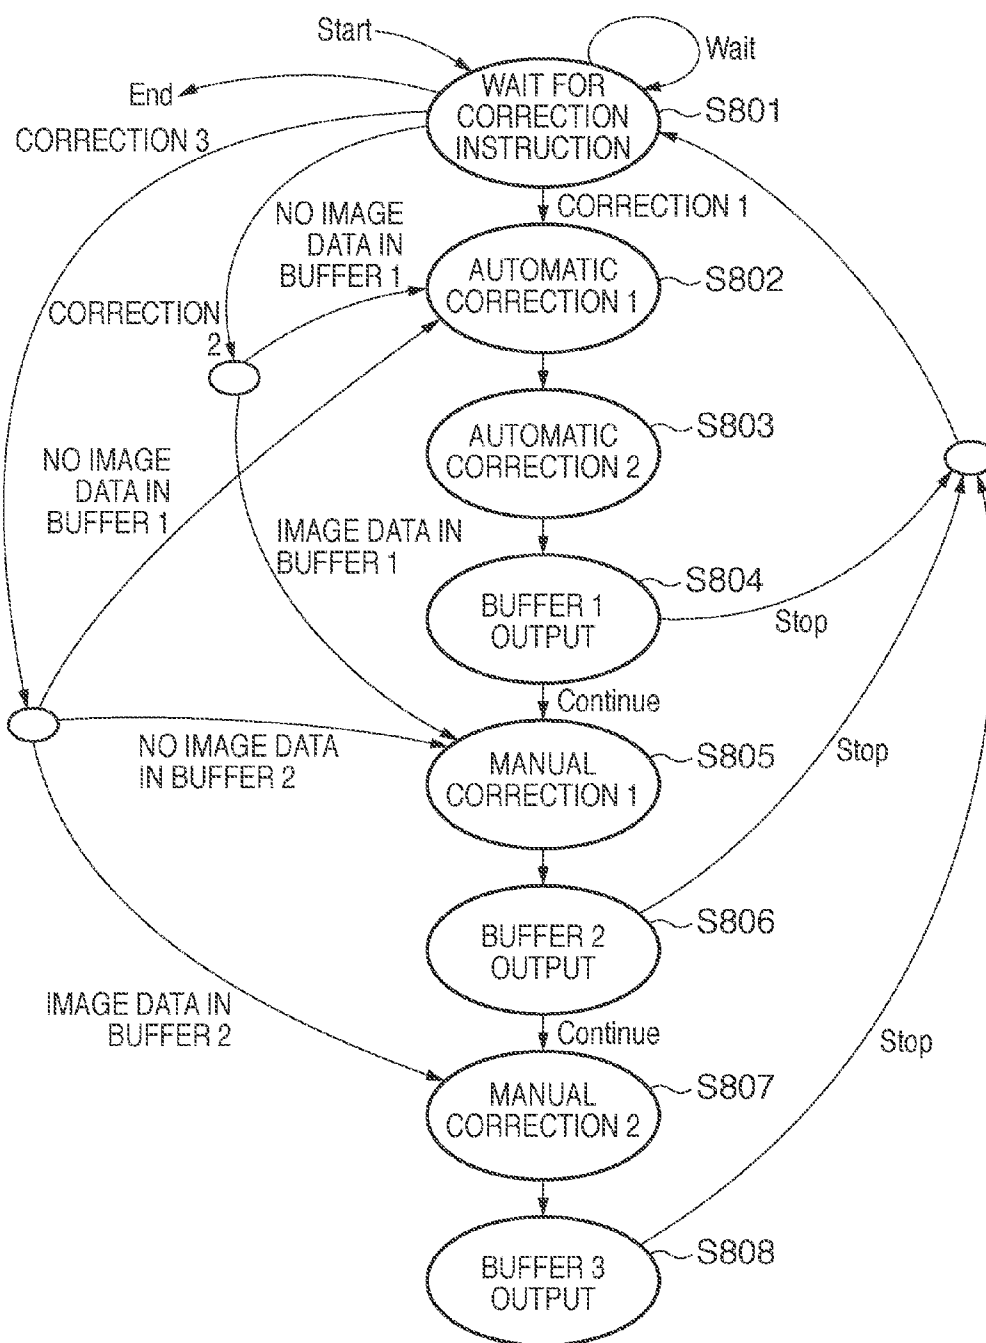 Start
Wait
End
WAIT FOR
CORRECTION
INSTRUCTION
S801
CORRECTION 3
CORRECTION 1
NO IMAGE
DATA IN
BUFFER 1
AUTOMATIC
CORRECTION 1
S802
CORRECTION
2
AUTOMATIC
CORRECTION 2
S803
NO IMAGE
DATA IN
BUFFER 1
IMAGE DATA IN
BUFFER 1
BUFFER 1
OUTPUT
S804
Stop
Continue
NO IMAGE DATA
IN BUFFER 2
MANUAL
CORRECTION 1
S805
Stop
BUFFER 2
OUTPUT
S806
IMAGE DATA IN
BUFFER 2
Continue
Stop
MANUAL
CORRECTION 2
S807
BUFFER 3
OUTPUT
S808